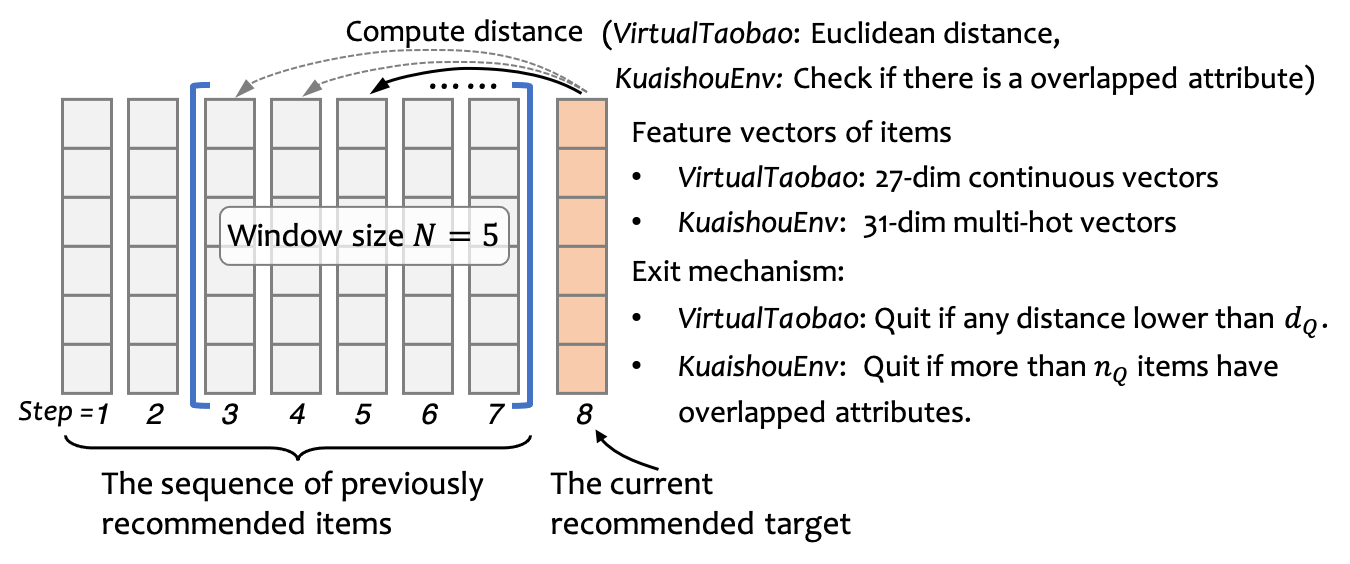 Compute distance (VirtualTaobao: Euclidean distance,
KuaishouEnv: Check if there is a overlapped attribute)
……
Feature vectors of items
• VirtualTaobao: 27-dim continuous vectors
• KuaishouEnv: 31-dim multi-hot vectors
Window size N = 5
Exit mechanism:
• VirtualTaobao: Quit if any distance lower than d_Q.
• KuaishouEnv: Quit if more than n_Q items have
overlapped attributes.
Step =1 2 3 4 5 6 7 8
The sequence of previously
recommended items
The current
recommended target